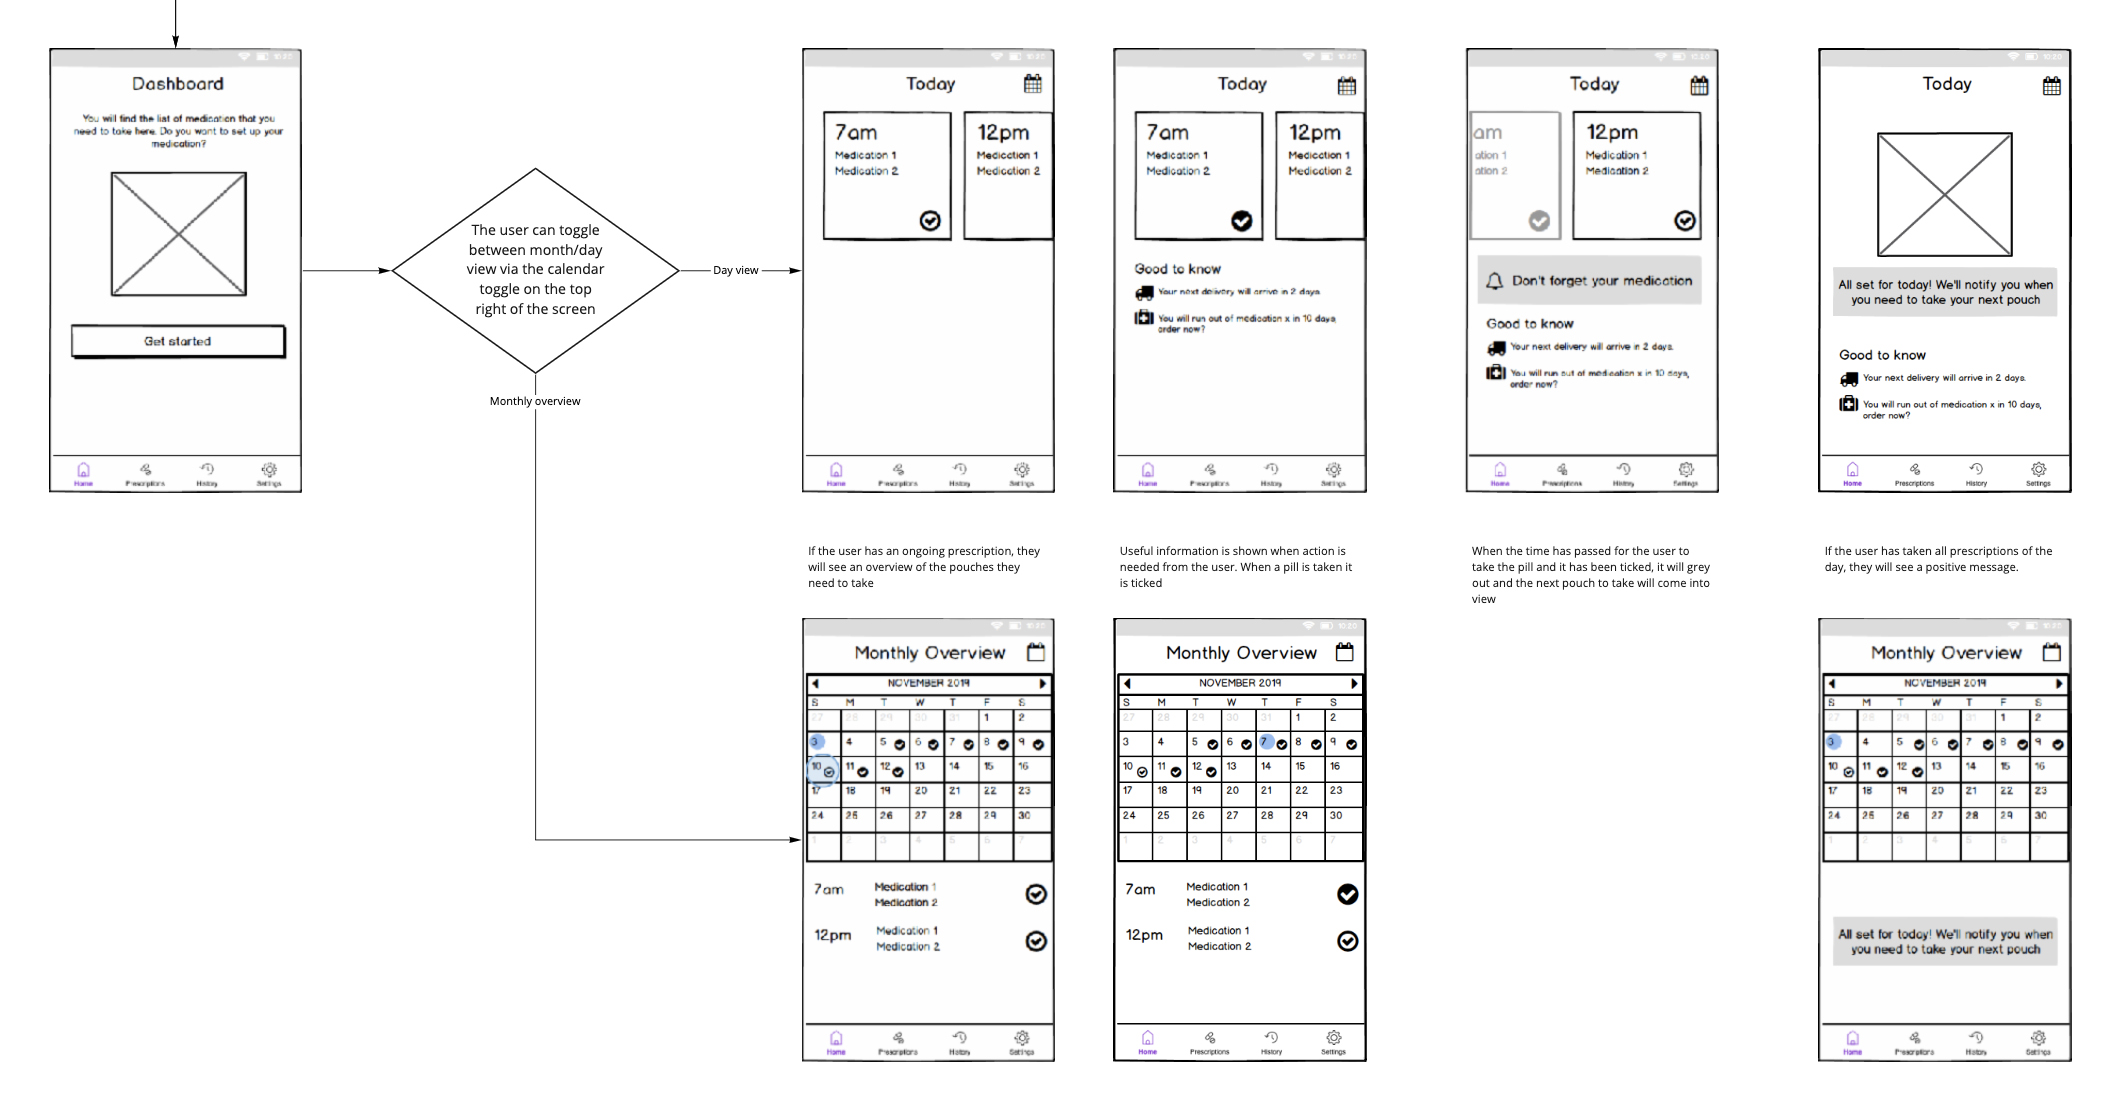 10:20
Dashboard
You will find the list of medication that you
need to take here. Do you want to set up your
medication?
Get started
Home Prescriptions History Settings
The user can toggle
between month/day
view via the calendar
toggle on the top
right of the screen
Day view
Monthly overview
10:20
Today
7am
Medication 1
Medication 2
12pm
Medication 1
Medication 2
Home Prescriptions History Settings
If the user has an ongoing prescription, they
will see an overview of the pouches they
need to take
10:20
Today
7am
Medication 1
Medication 2
12pm
Medication 1
Medication 2
Good to know
Your next delivery will arrive in 2 days.
You will run out of medication x in 10 days,
order now?
Home Prescriptions History Settings
Useful information is shown when action is
needed from the user. When a pill is taken it
is ticked
10:20
Today
am
ation 1
ation 2
12pm
Medication 1
Medication 2
Don't forget your medication
Good to know
Your next delivery will arrive in 2 days.
You will run out of medication x in 10 days,
order now?
Home Prescriptions History Settings
When the time has passed for the user to
take the pill and it has been ticked, it will grey
out and the next pouch to take will come into
view
10:20
Today
All set for today! We'll notify you when
you need to take your next pouch
Good to know
Your next delivery will arrive in 2 days.
You will run out of medication x in 10 days,
order now?
Home Prescriptions History Settings
If the user has taken all prescriptions of the
day, they will see a positive message.
10:20
Monthly Overview
NOVEMBER 2019
S M T W T F S
27 28 29 30 31 1 2
3 4 5 6 7 8 9
10 11 12 13 14 15 16
17 18 19 20 21 22 23
24 25 26 27 28 29 30
1 2 3 4 5 6 7
7am Medication 1
Medication 2
12pm Medication 1
Medication 2
Home Prescriptions History Settings
10:20
Monthly Overview
NOVEMBER 2019
S M T W T F S
27 28 29 30 31 1 2
3 4 5 6 7 8 9
10 11 12 13 14 15 16
17 18 19 20 21 22 23
24 25 26 27 28 29 30
1 2 3 4 5 6 7
7am Medication 1
Medication 2
12pm Medication 1
Medication 2
Home Prescriptions History Settings
10:20
Monthly Overview
NOVEMBER 2019
S M T W T F S
27 28 29 30 31 1 2
3 4 5 6 7 8 9
10 11 12 13 14 15 16
17 18 19 20 21 22 23
24 25 26 27 28 29 30
1 2 3 4 5 6 7
All set for today! We'll notify you when
you need to take your next pouch
Home Prescriptions History Settings